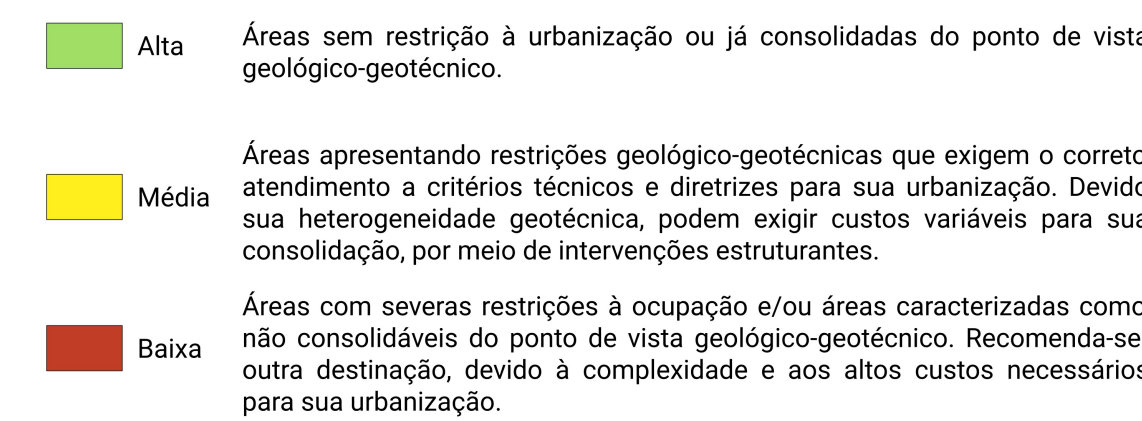 Alta
Áreas sem restrição à urbanização ou já consolidadas do ponto de vista
geológico-geotécnico.
Média
Áreas apresentando restrições geológico-geotécnicas que exigem o correto
atendimento a critérios técnicos e diretrizes para sua urbanização. Devido
sua heterogeneidade geotécnica, podem exigir custos variáveis para sua
consolidação, por meio de intervenções estruturantes.
Baixa
Áreas com severas restrições à ocupação e/ou áreas caracterizadas como
não consolidáveis do ponto de vista geológico-geotécnico. Recomenda-se
outra destinação, devido à complexidade e aos altos custos necessários
para sua urbanização.